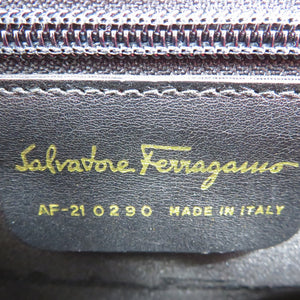 Salvatore Ferragamo
AF-21 0290 MADE IN ITALY